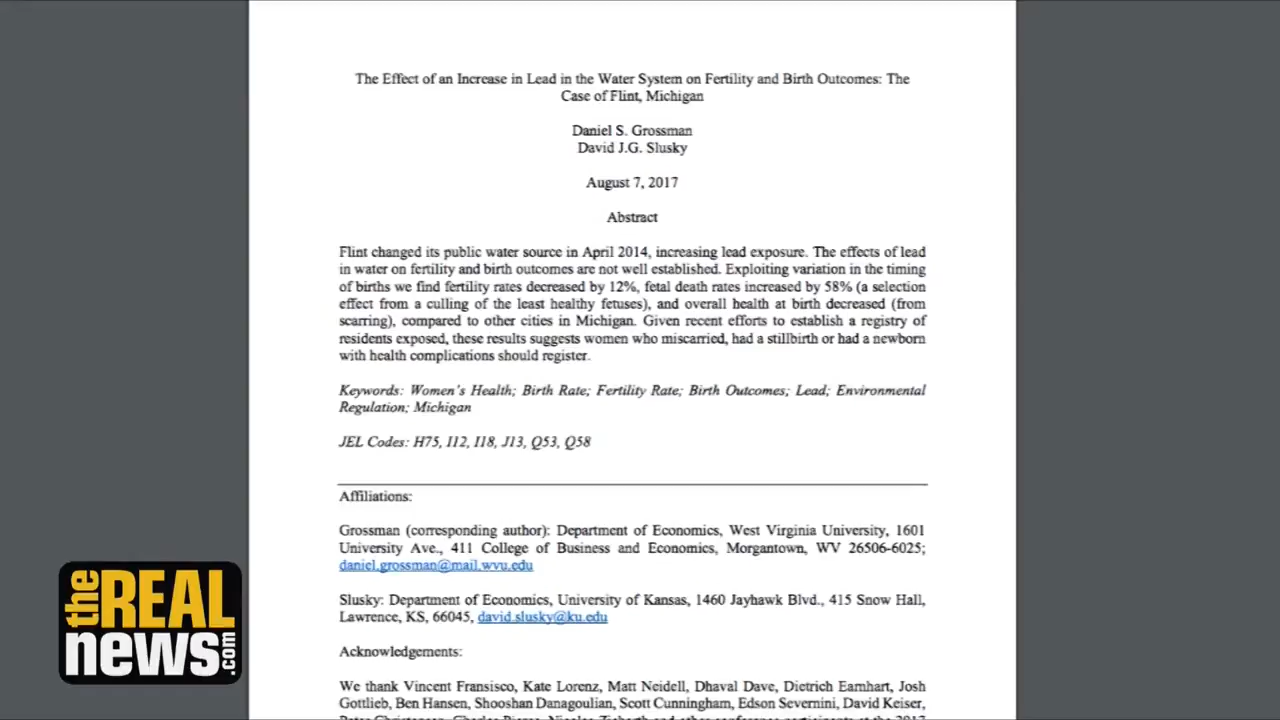 The Effect of an Increase in Lead in the Water System on Fertility and Birth Outcomes: The
Case of Flint, Michigan
Daniel S. Grossman
David J.G. Slusky
August 7, 2017
Abstract
Flint changed its public water source in April 2014, increasing lead exposure. The effects of lead
in water on fertility and birth outcomes are not well established. Exploiting variation in the timing
of births we find fertility rates decreased by 12%, fetal death rates increased by 58% (a selection
effect from a culling of the least healthy fetuses), and overall health at birth decreased (from
scarring), compared to other cities in Michigan. Given recent efforts to establish a registry of
residents exposed, these results suggests women who miscarried, had a stillbirth or had a newborn
with health complications should register.
Keywords: Women's Health; Birth Rate; Fertility Rate; Birth Outcomes; Lead; Environmental
Regulation; Michigan
JEL Codes: H75, I12, I18, J13, Q53, Q58
Affiliations:
Grossman (corresponding author): Department of Economics, West Virginia University, 1601
University Ave., 411 College of Business and Economics, Morgantown, WV 26506-6025;
daniel.grossman@mail.wvu.edu
Slusky: Department of Economics, University of Kansas, 1460 Jayhawk Blvd., 415 Snow Hall,
Lawrence, KS, 66045, david.slusky@ku.edu
Acknowledgements:
We thank Vincent Fransisco, Kate Lorenz, Matt Neidell, Dhaval Dave, Dietrich Earnhart, Josh
Gottlieb, Ben Hansen, Shooshan Danagoulian, Scott Cunningham, Edson Severnini, David Keiser,
the
REAL
news.com